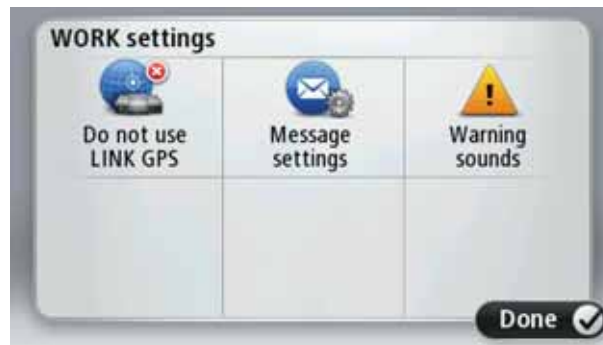 WORK settings
Do not use
LINK GPS
Message
settings
Warning
sounds
Done